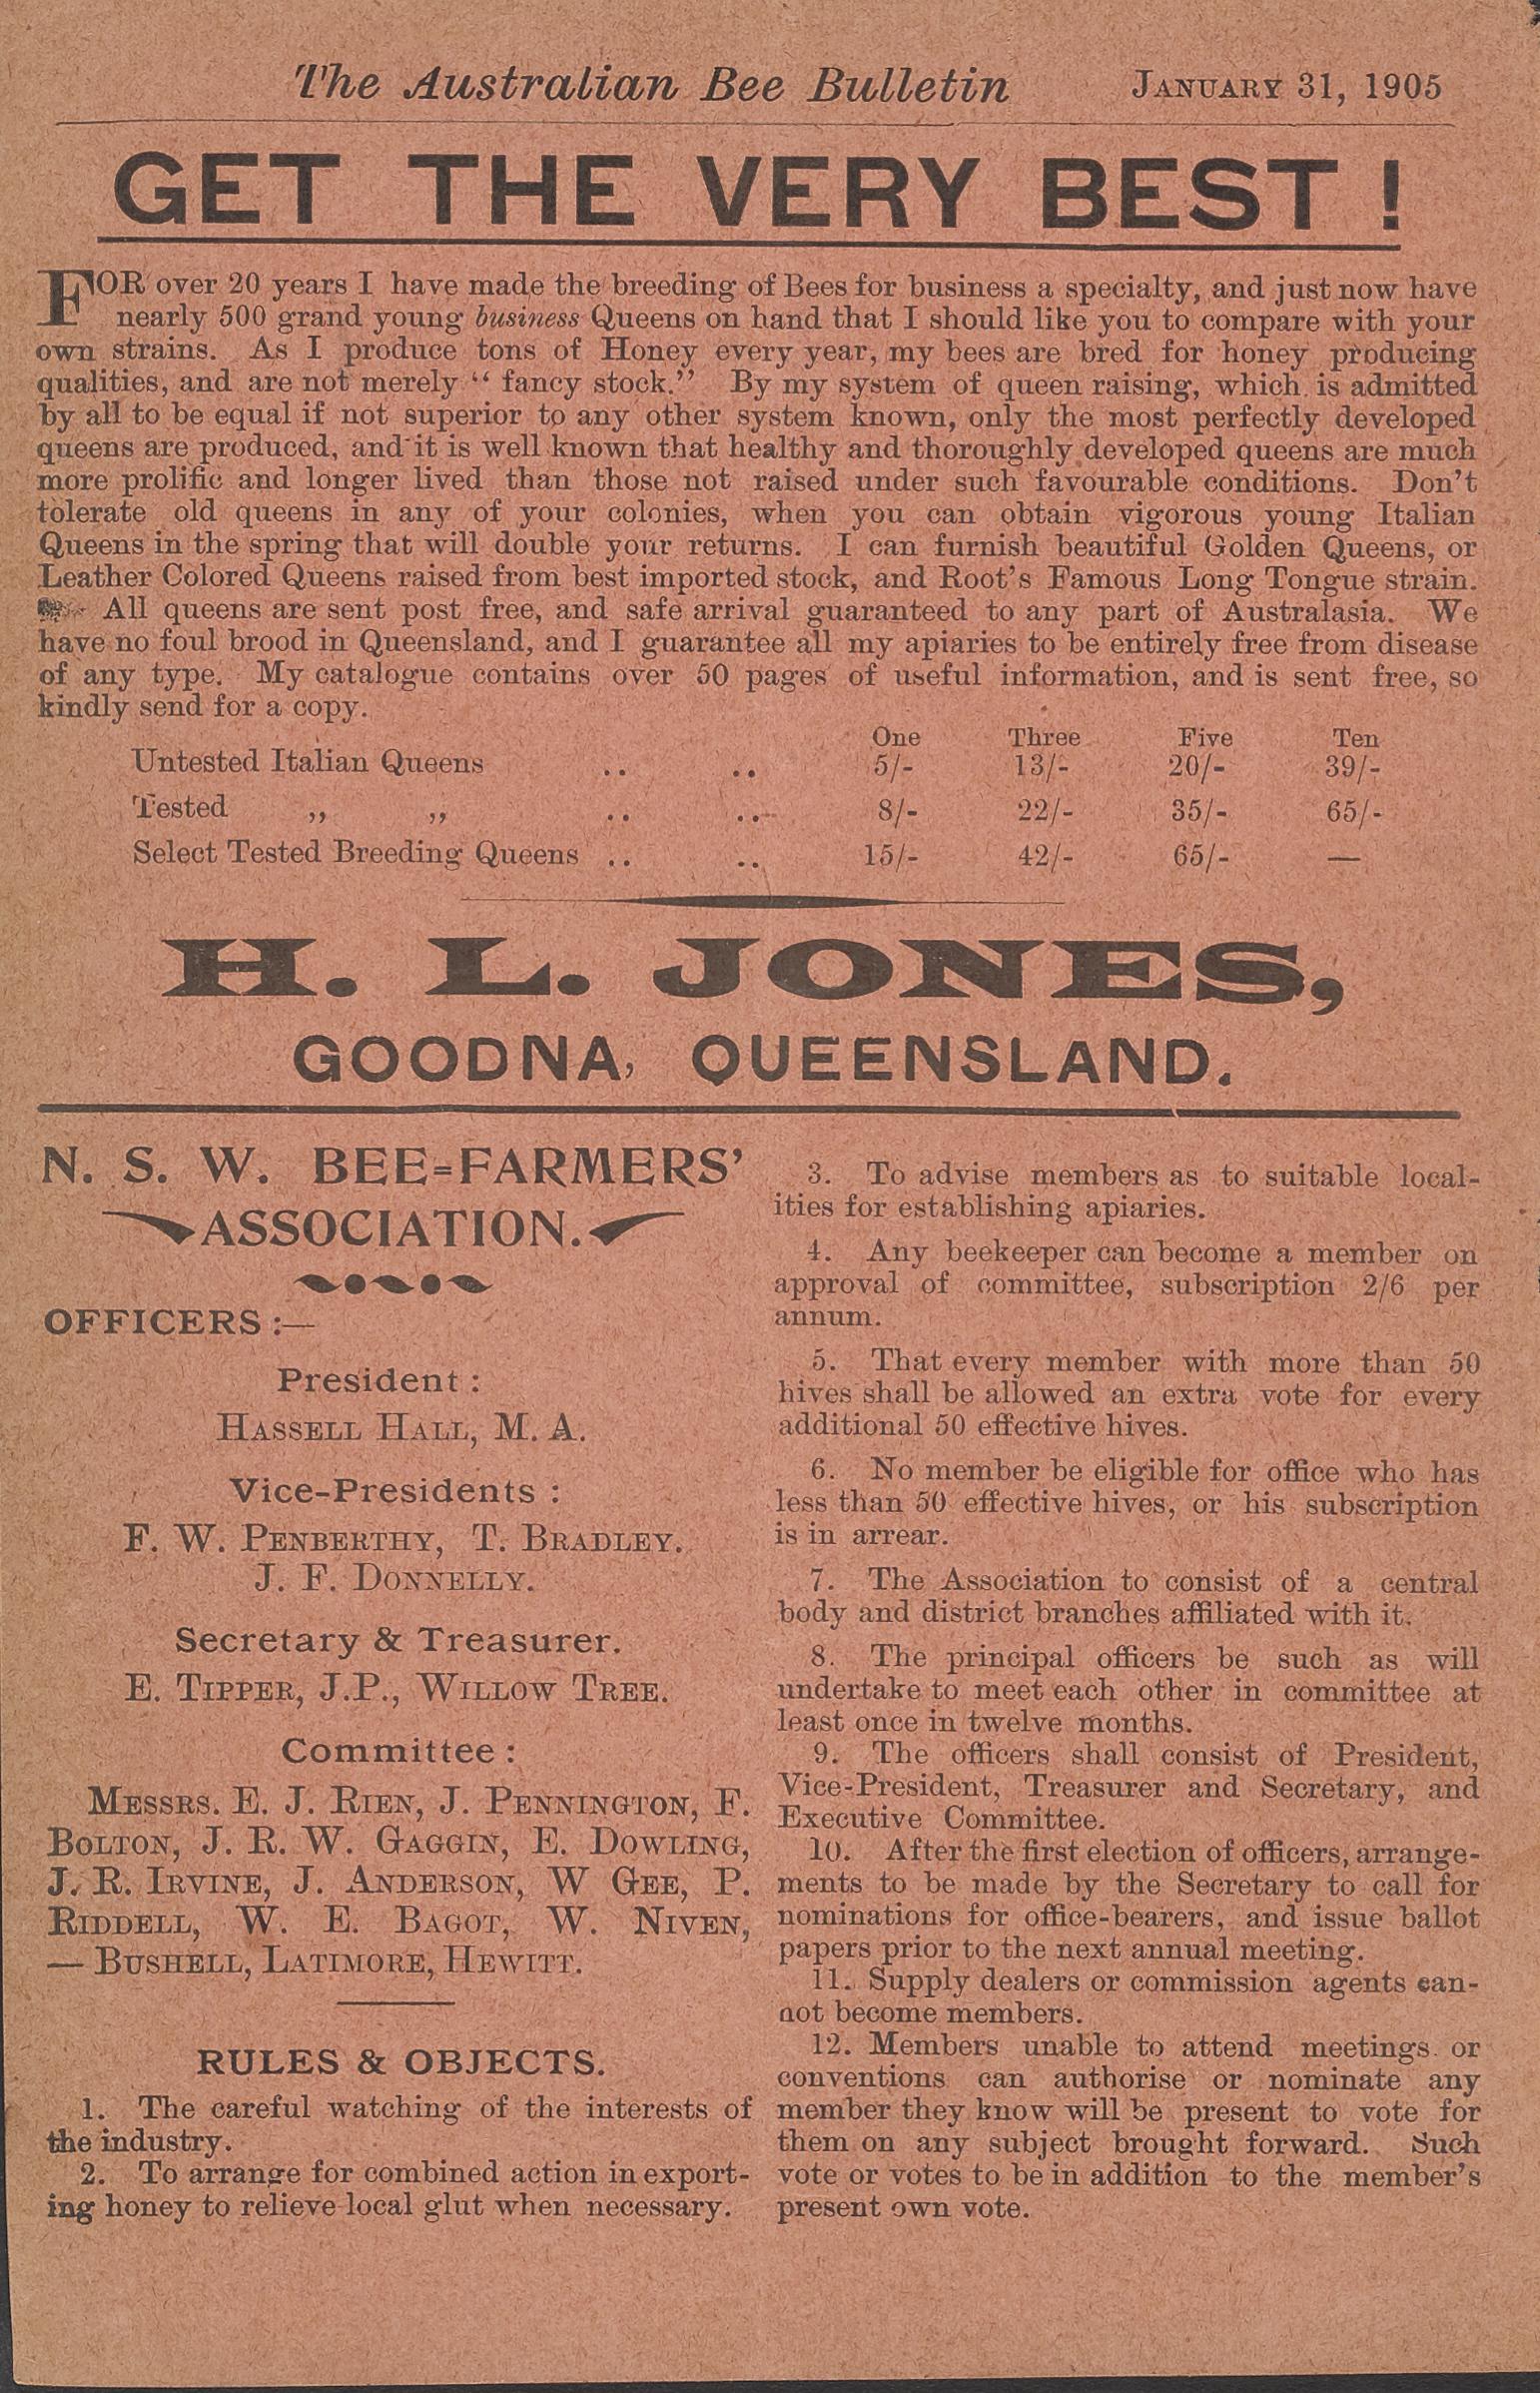 The Australian Bee Bulletin JANUARY 31, 1905
GET THE VERY BEST !
FOR over 20 years I have made the breeding of Bees for business a specialty, and just now have
nearly 500 grand young business Queens on hand that I should like you to compare with your
own strains. As I produce tons of Honey every year, my bees are bred for honey producing
qualities, and are not merely “ fancy stock.” By my system of queen raising, which is admitted
by all to be equal if not superior to any other system known, only the most perfectly developed
queens are produced, and it is well known that healthy and thoroughly developed queens are much
more prolific and longer lived than those not raised under such favourable conditions. Don’t
tolerate old queens in any of your colonies, when you can obtain vigorous young Italian
Queens in the spring that will double your returns. I can furnish beautiful Golden Queens, or
Leather Colored Queens raised from best imported stock, and Root’s Famous Long Tongue strain.
All queens are sent post free, and safe arrival guaranteed to any part of Australasia. We
have no foul brood in Queensland, and I guarantee all my apiaries to be entirely free from disease
of any type. My catalogue contains over 50 pages of useful information, and is sent free, so
kindly send for a copy.
One Three Five Ten
Untested Italian Queens .. .. 5/- 13/- 20/- 39/-
Tested ,, ,, .. .. 8/- 22/- 35/- 65/-
Select Tested Breeding Queens .. .. 15/- 42/- 65/- —
H. L. JONES,
GOODNA, QUEENSLAND.
N. S. W. BEE=FARMERS’
ASSOCIATION.
OFFICERS :—
President :
HASSELL HALL, M. A.
Vice-Presidents :
F. W. PENBERTHY, T. BRADLEY.
J. F. DONNELLY.
Secretary & Treasurer.
E. TIPPER, J.P., WILLOW TREE.
Committee :
MESSRS. E. J. RIEN, J. PENNINGTON, F.
BOLTON, J. R. W. GAGGIN, E. DOWLING,
J. R. IRVINE, J. ANDERSON, W GEE, P.
RIDDELL, W. E. BAGOT, W. NIVEN,
— BUSHELL, LATIMORE, HEWITT.
RULES & OBJECTS.
1. The careful watching of the interests of
the industry.
2. To arrange for combined action in export-
ing honey to relieve local glut when necessary.
3. To advise members as to suitable local-
ities for establishing apiaries.
4. Any beekeeper can become a member on
approval of committee, subscription 2/6 per
annum.
5. That every member with more than 50
hives shall be allowed an extra vote for every
additional 50 effective hives.
6. No member be eligible for office who has
less than 50 effective hives, or his subscription
is in arrear.
7. The Association to consist of a central
body and district branches affiliated with it.
8. The principal officers be such as will
undertake to meet each other in committee at
least once in twelve months.
9. The officers shall consist of President,
Vice-President, Treasurer and Secretary, and
Executive Committee.
10. After the first election of officers, arrange-
ments to be made by the Secretary to call for
nominations for office-bearers, and issue ballot
papers prior to the next annual meeting.
11. Supply dealers or commission agents can-
not become members.
12. Members unable to attend meetings or
conventions can authorise or nominate any
member they know will be present to vote for
them on any subject brought forward. Such
vote or votes to be in addition to the member’s
present own vote.